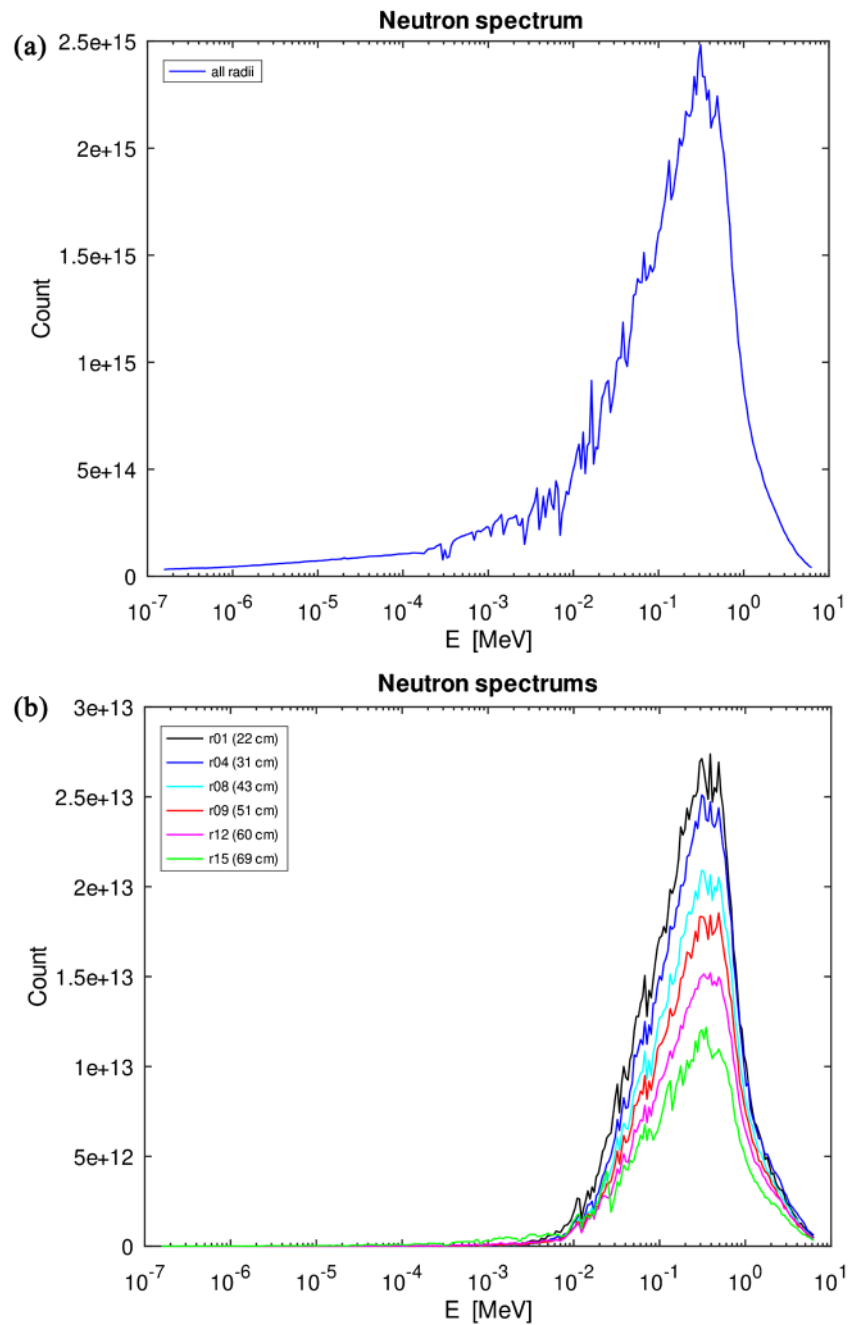 (a)
Neutron spectrum
all radii
2.5e+15
2e+15
1.5e+15
1e+15
5e+14
0
Count
10-7 10-6 10-5 10-4 10-3 10-2 10-1 100 101
E [MeV]
(b)
Neutron spectrums
r01 (22 cm)
r04 (31 cm)
r08 (43 cm)
r09 (51 cm)
r12 (60 cm)
r15 (69 cm)
3e+13
2.5e+13
2e+13
1.5e+13
1e+13
5e+12
0
Count
10-7 10-6 10-5 10-4 10-3 10-2 10-1 100 101
E [MeV]